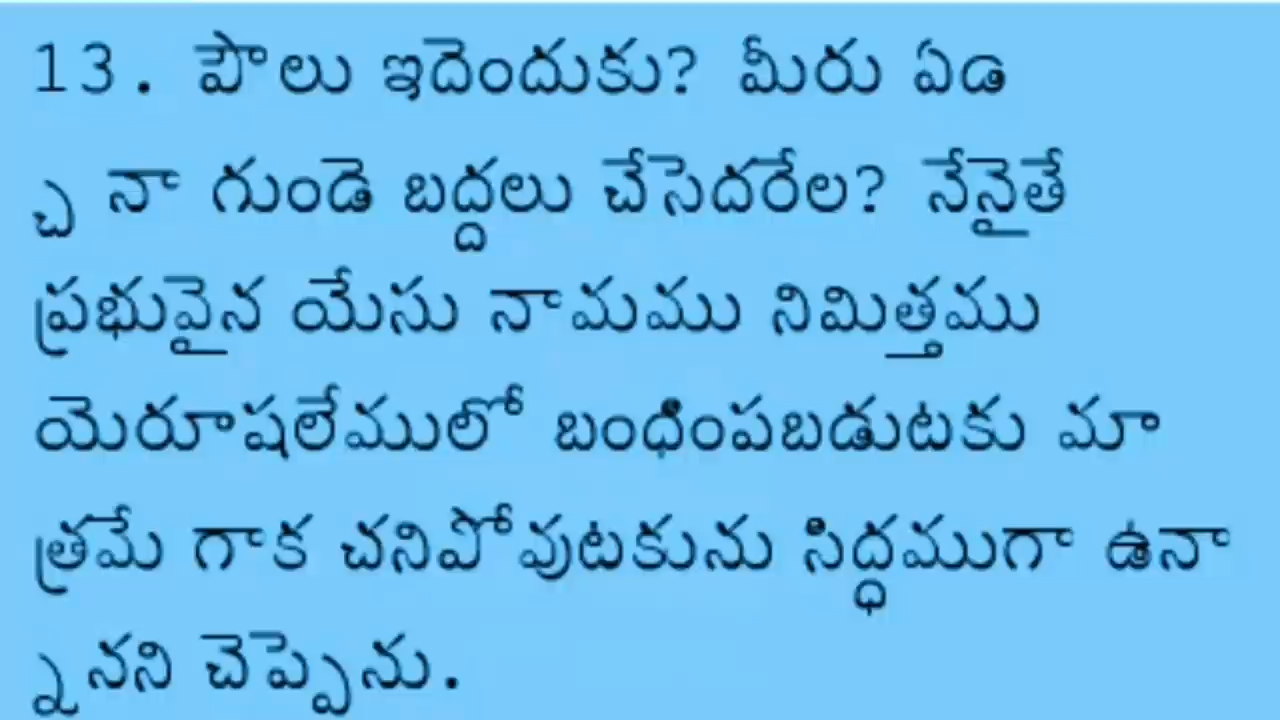 13. పౌలు ఇదెందుకు? మీరు ఏడ
్చి నా గుండె బద్దలు చేసెదరేల? నేనైతే
ప్రభువైన యేసు నామము నిమిత్తము
యెరూషలేములో బంధింపబడుటకు మా
త్రమే గాక చనిపోవుటకును సిద్ధముగా ఉనా
్ననని చెప్పెను.